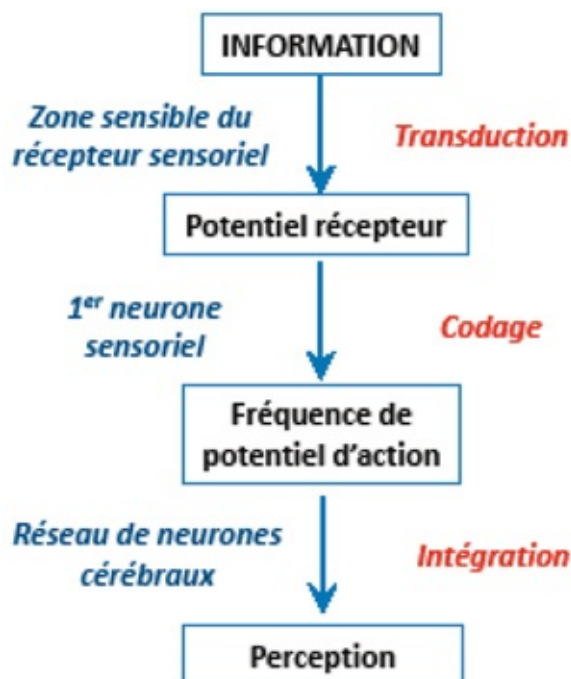 INFORMATION
Zone sensible du
récepteur sensoriel
Transduction
Potentiel récepteur
1er neurone
sensoriel
Codage
Fréquence de
potentiel d'action
Réseau de neurones
cérébraux
Intégration
Perception